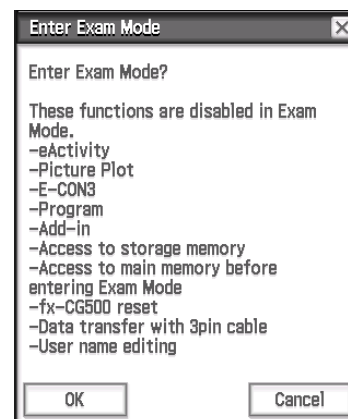 Enter Exam Mode
Enter Exam Mode?
These functions are disabled in Exam
Mode.
-eActivity
-Picture Plot
-E-CON3
-Program
-Add-in
-Access to storage memory
-Access to main memory before
entering Exam Mode
-fx-CG500 reset
-Data transfer with 3pin cable
-User name editing
OK
Cancel